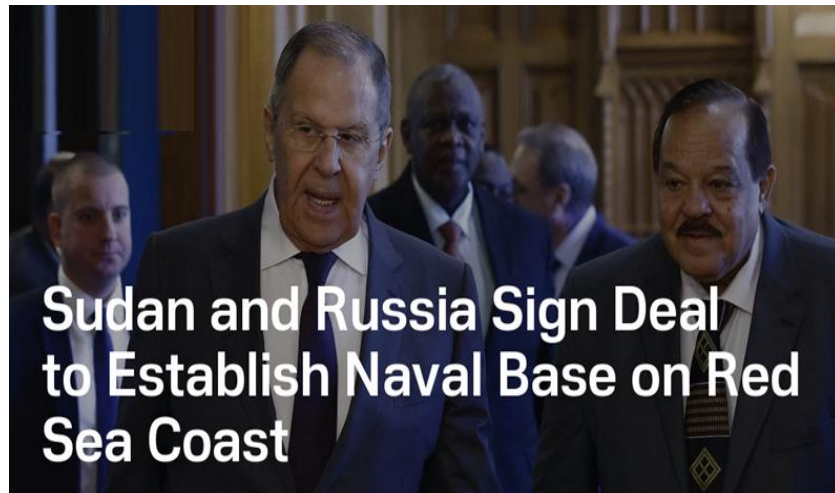 Sudan and Russia Sign Deal
to Establish Naval Base on Red
Sea Coast